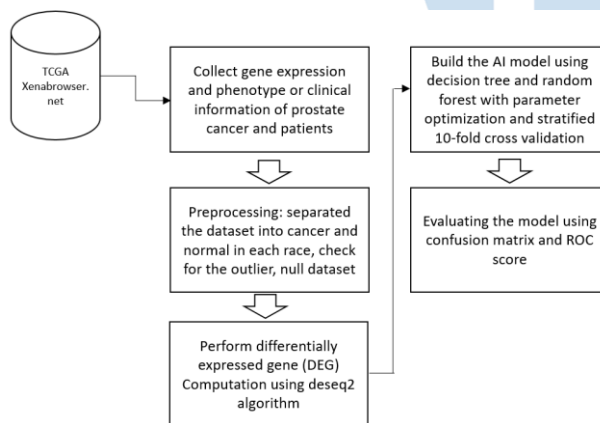 TCGA
Xenabrowser.
net
Collect gene expression
and phenotype or clinical
information of prostate
cancer and patients
Preprocessing: separated
the dataset into cancer and
normal in each race, check
for the outlier, null dataset
Perform differentially
expressed gene (DEG)
Computation using deseq2
algorithm
Build the AI model using
decision tree and random
forest with parameter
optimization and stratified
10-fold cross validation
Evaluating the model using
confusion matrix and ROC
score